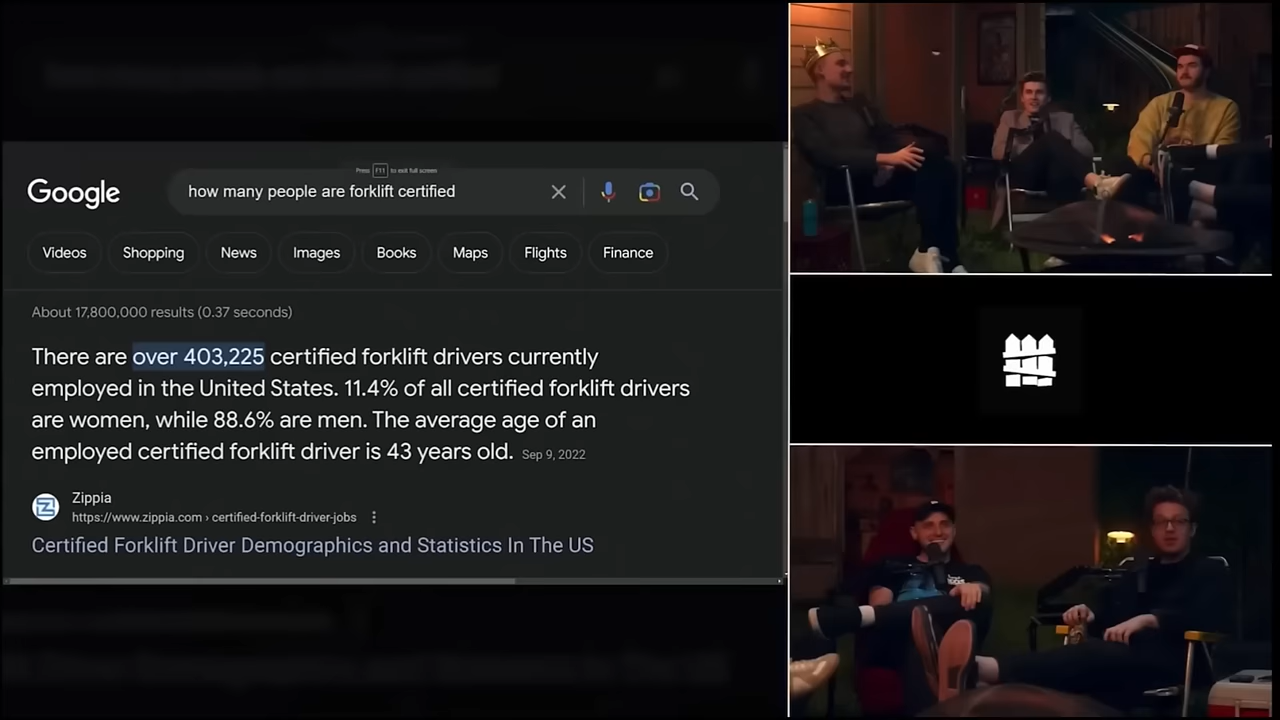 Press F11 to exit full screen
Google
how many people are forklift certified
Videos Shopping News Images Books Maps Flights Finance
About 17,800,000 results (0.37 seconds)
There are over 403,225 certified forklift drivers currently
employed in the United States. 11.4% of all certified forklift drivers
are women, while 88.6% are men. The average age of an
employed certified forklift driver is 43 years old. Sep 9, 2022
Zippia
https://www.zippia.com › certified-forklift-driver-jobs
Certified Forklift Driver Demographics and Statistics In The US